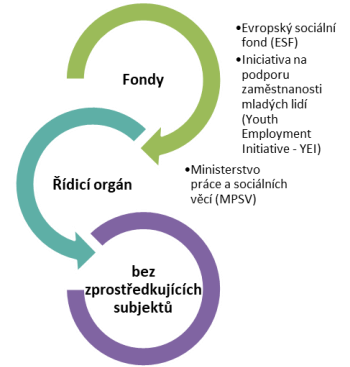 Fondy
•Evropský sociální
fond (ESF)
•Iniciativa na
podporu
zaměstnanosti
mladých lidí
(Youth
Employment
Initiative - YEI)
Řídicí orgán
•Ministerstvo
práce a sociálních
věcí (MPSV)
bez
zprostředkujících
subjektů